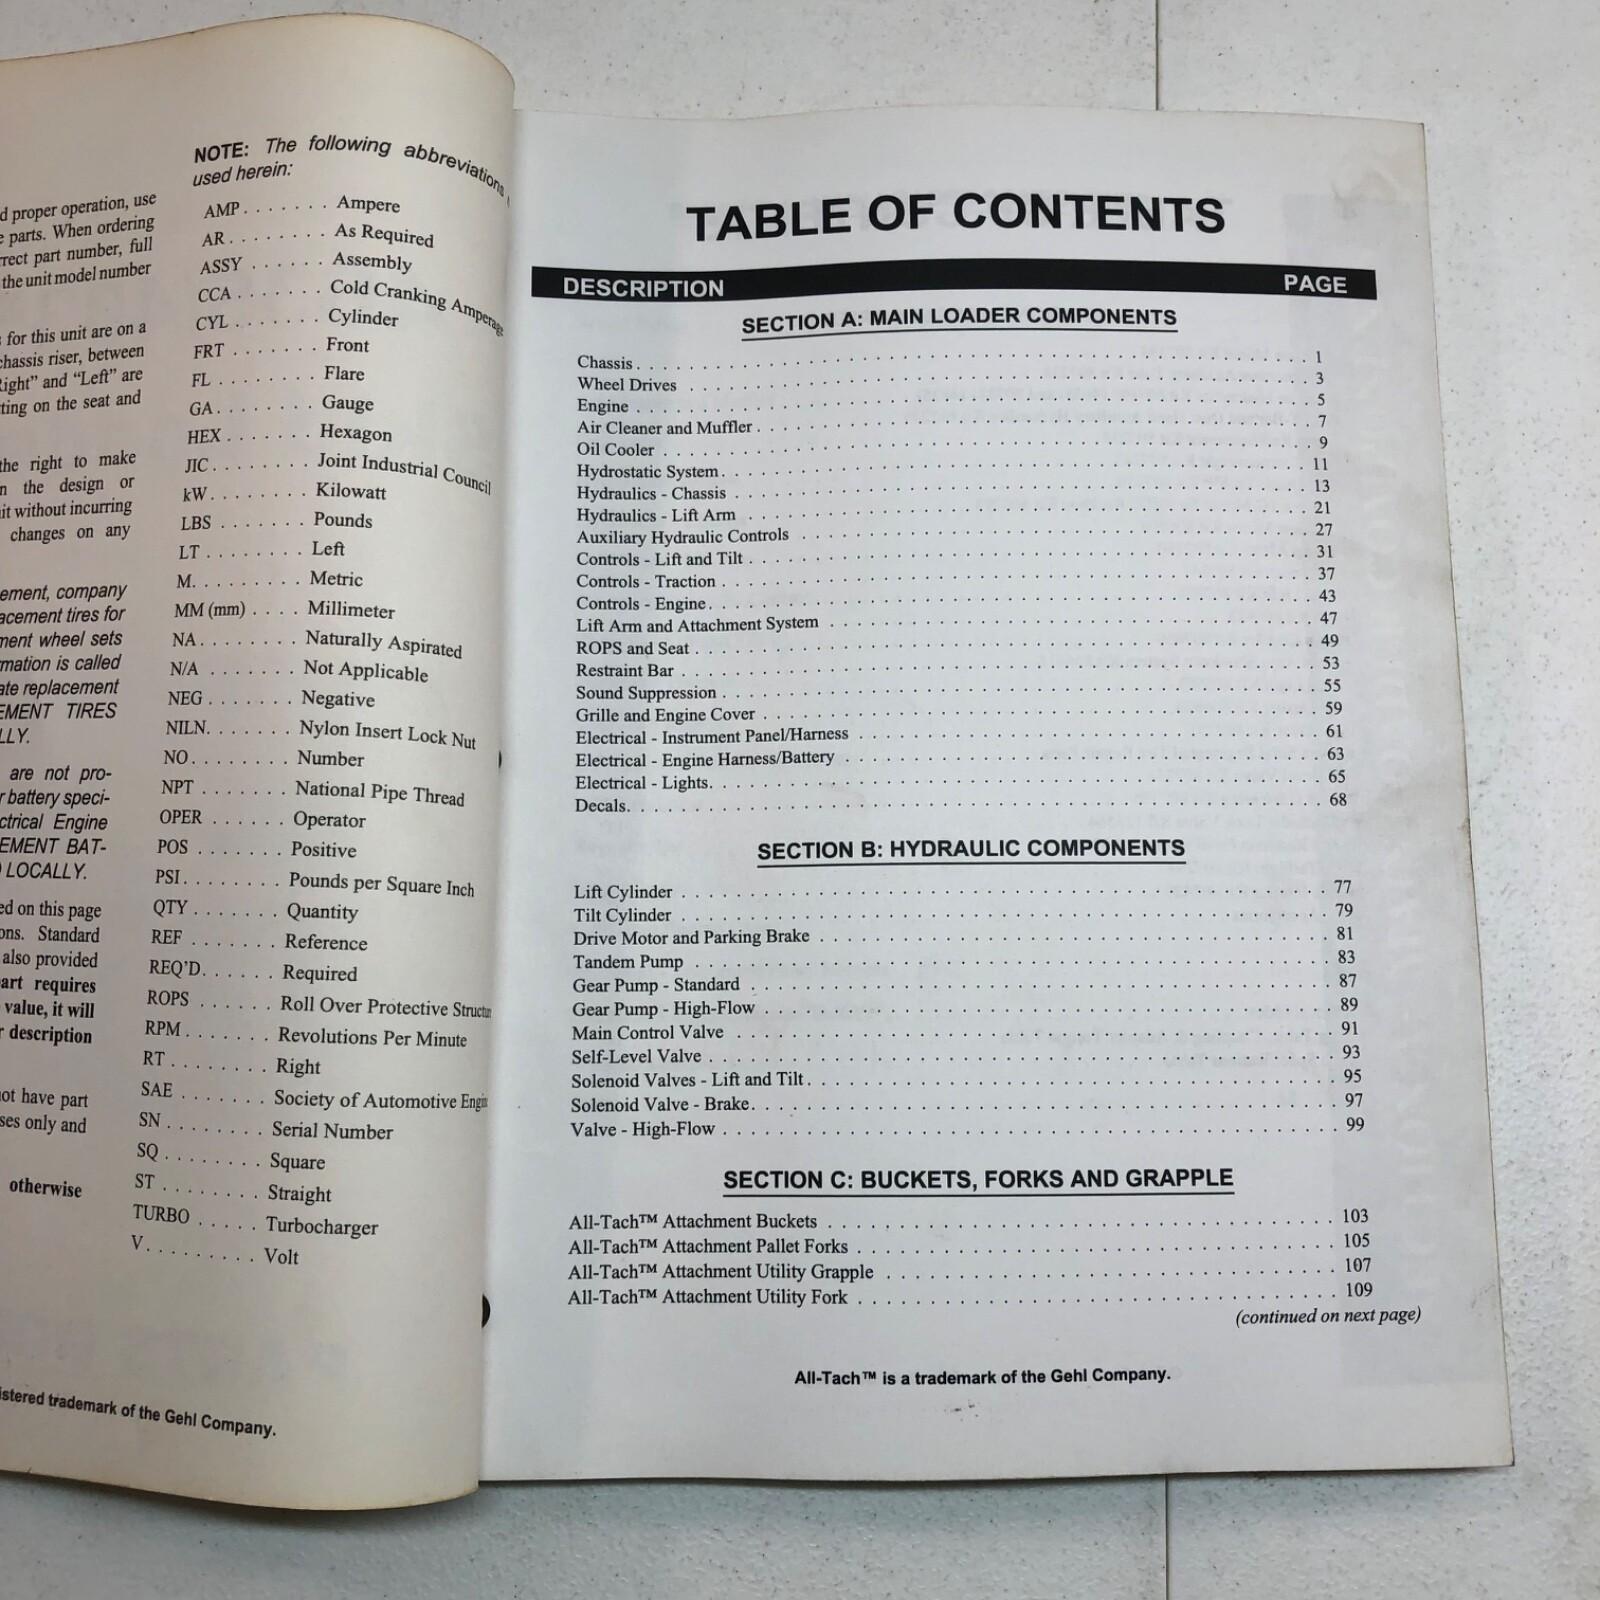 d proper operation, use
parts. When ordering
rrect part number, full
the unit model number
for this unit are on a
chassis riser, between
Right” and “Left” are
tting on the seat and
the right to make
n the design or
it without incurring
changes on any
ement, company
acement tires for
ment wheel sets
rmation is called
ate replacement
EMENT TIRES
LLY.
are not pro-
r battery speci-
ctrical Engine
EMENT BAT-
LOCALLY.
ed on this page
ons. Standard
also provided
art requires
value, it will
r description
not have part
ses only and
otherwise
istered trademark of the Gehl Company.
NOTE: The following abbreviations
used herein:
AMP . . . . . . . Ampere
AR . . . . . . . . As Required
ASSY . . . . . . Assembly
CCA . . . . . . . Cold Cranking Amperage
CYL . . . . . . . Cylinder
FRT . . . . . . . Front
FL . . . . . . . . Flare
GA . . . . . . . . Gauge
HEX . . . . . . . Hexagon
JIC . . . . . . . . Joint Industrial Council
kW . . . . . . . . Kilowatt
LBS . . . . . . . Pounds
LT . . . . . . . . Left
M. . . . . . . . . Metric
MM (mm) . . . . Millimeter
NA . . . . . . . . Naturally Aspirated
N/A . . . . . . . Not Applicable
NEG . . . . . . . Negative
NILN. . . . . . . Nylon Insert Lock Nut
NO . . . . . . . . Number
NPT . . . . . . . National Pipe Thread
OPER . . . . . . Operator
POS . . . . . . . Positive
PSI . . . . . . . . Pounds per Square Inch
QTY . . . . . . . Quantity
REF . . . . . . . Reference
REQ’D. . . . . . Required
ROPS . . . . . . Roll Over Protective Structur
RPM . . . . . . . Revolutions Per Minute
RT . . . . . . . . Right
SAE . . . . . . . Society of Automotive Engi
SN . . . . . . . . Serial Number
SQ . . . . . . . . Square
ST . . . . . . . . Straight
TURBO . . . . . Turbocharger
V. . . . . . . . . Volt
TABLE OF CONTENTS
DESCRIPTION PAGE
SECTION A: MAIN LOADER COMPONENTS
Chassis . . . . . . . . . . 1
Wheel Drives . . . . . . . . . . 3
Engine . . . . . . . . . . 5
Air Cleaner and Muffler . . . . . . . . . . 7
Oil Cooler . . . . . . . . . . 9
Hydrostatic System . . . . . . . . . . 11
Hydraulics - Chassis . . . . . . . . . . 13
Hydraulics - Lift Arm . . . . . . . . . . 21
Auxiliary Hydraulic Controls . . . . . . . . . . 27
Controls - Lift and Tilt . . . . . . . . . . 31
Controls - Traction . . . . . . . . . . 37
Controls - Engine . . . . . . . . . . 43
Lift Arm and Attachment System . . . . . . . . . . 47
ROPS and Seat . . . . . . . . . . 49
Restraint Bar . . . . . . . . . . 53
Sound Suppression . . . . . . . . . . 55
Grille and Engine Cover . . . . . . . . . . 59
Electrical - Instrument Panel/Harness . . . . . . . . . . 61
Electrical - Engine Harness/Battery . . . . . . . . . . 63
Electrical - Lights . . . . . . . . . . 65
Decals . . . . . . . . . . 68
SECTION B: HYDRAULIC COMPONENTS
Lift Cylinder . . . . . . . . . . 77
Tilt Cylinder . . . . . . . . . . 79
Drive Motor and Parking Brake . . . . . . . . . . 81
Tandem Pump . . . . . . . . . . 83
Gear Pump - Standard . . . . . . . . . . 87
Gear Pump - High-Flow . . . . . . . . . . 89
Main Control Valve . . . . . . . . . . 91
Self-Level Valve . . . . . . . . . . 93
Solenoid Valves - Lift and Tilt . . . . . . . . . . 95
Solenoid Valve - Brake . . . . . . . . . . 97
Valve - High-Flow . . . . . . . . . . 99
SECTION C: BUCKETS, FORKS AND GRAPPLE
All-Tach™ Attachment Buckets . . . . . . . . . . 103
All-Tach™ Attachment Pallet Forks . . . . . . . . . . 105
All-Tach™ Attachment Utility Grapple . . . . . . . . . . 107
All-Tach™ Attachment Utility Fork . . . . . . . . . . 109
(continued on next page)
All-Tach™ is a trademark of the Gehl Company.